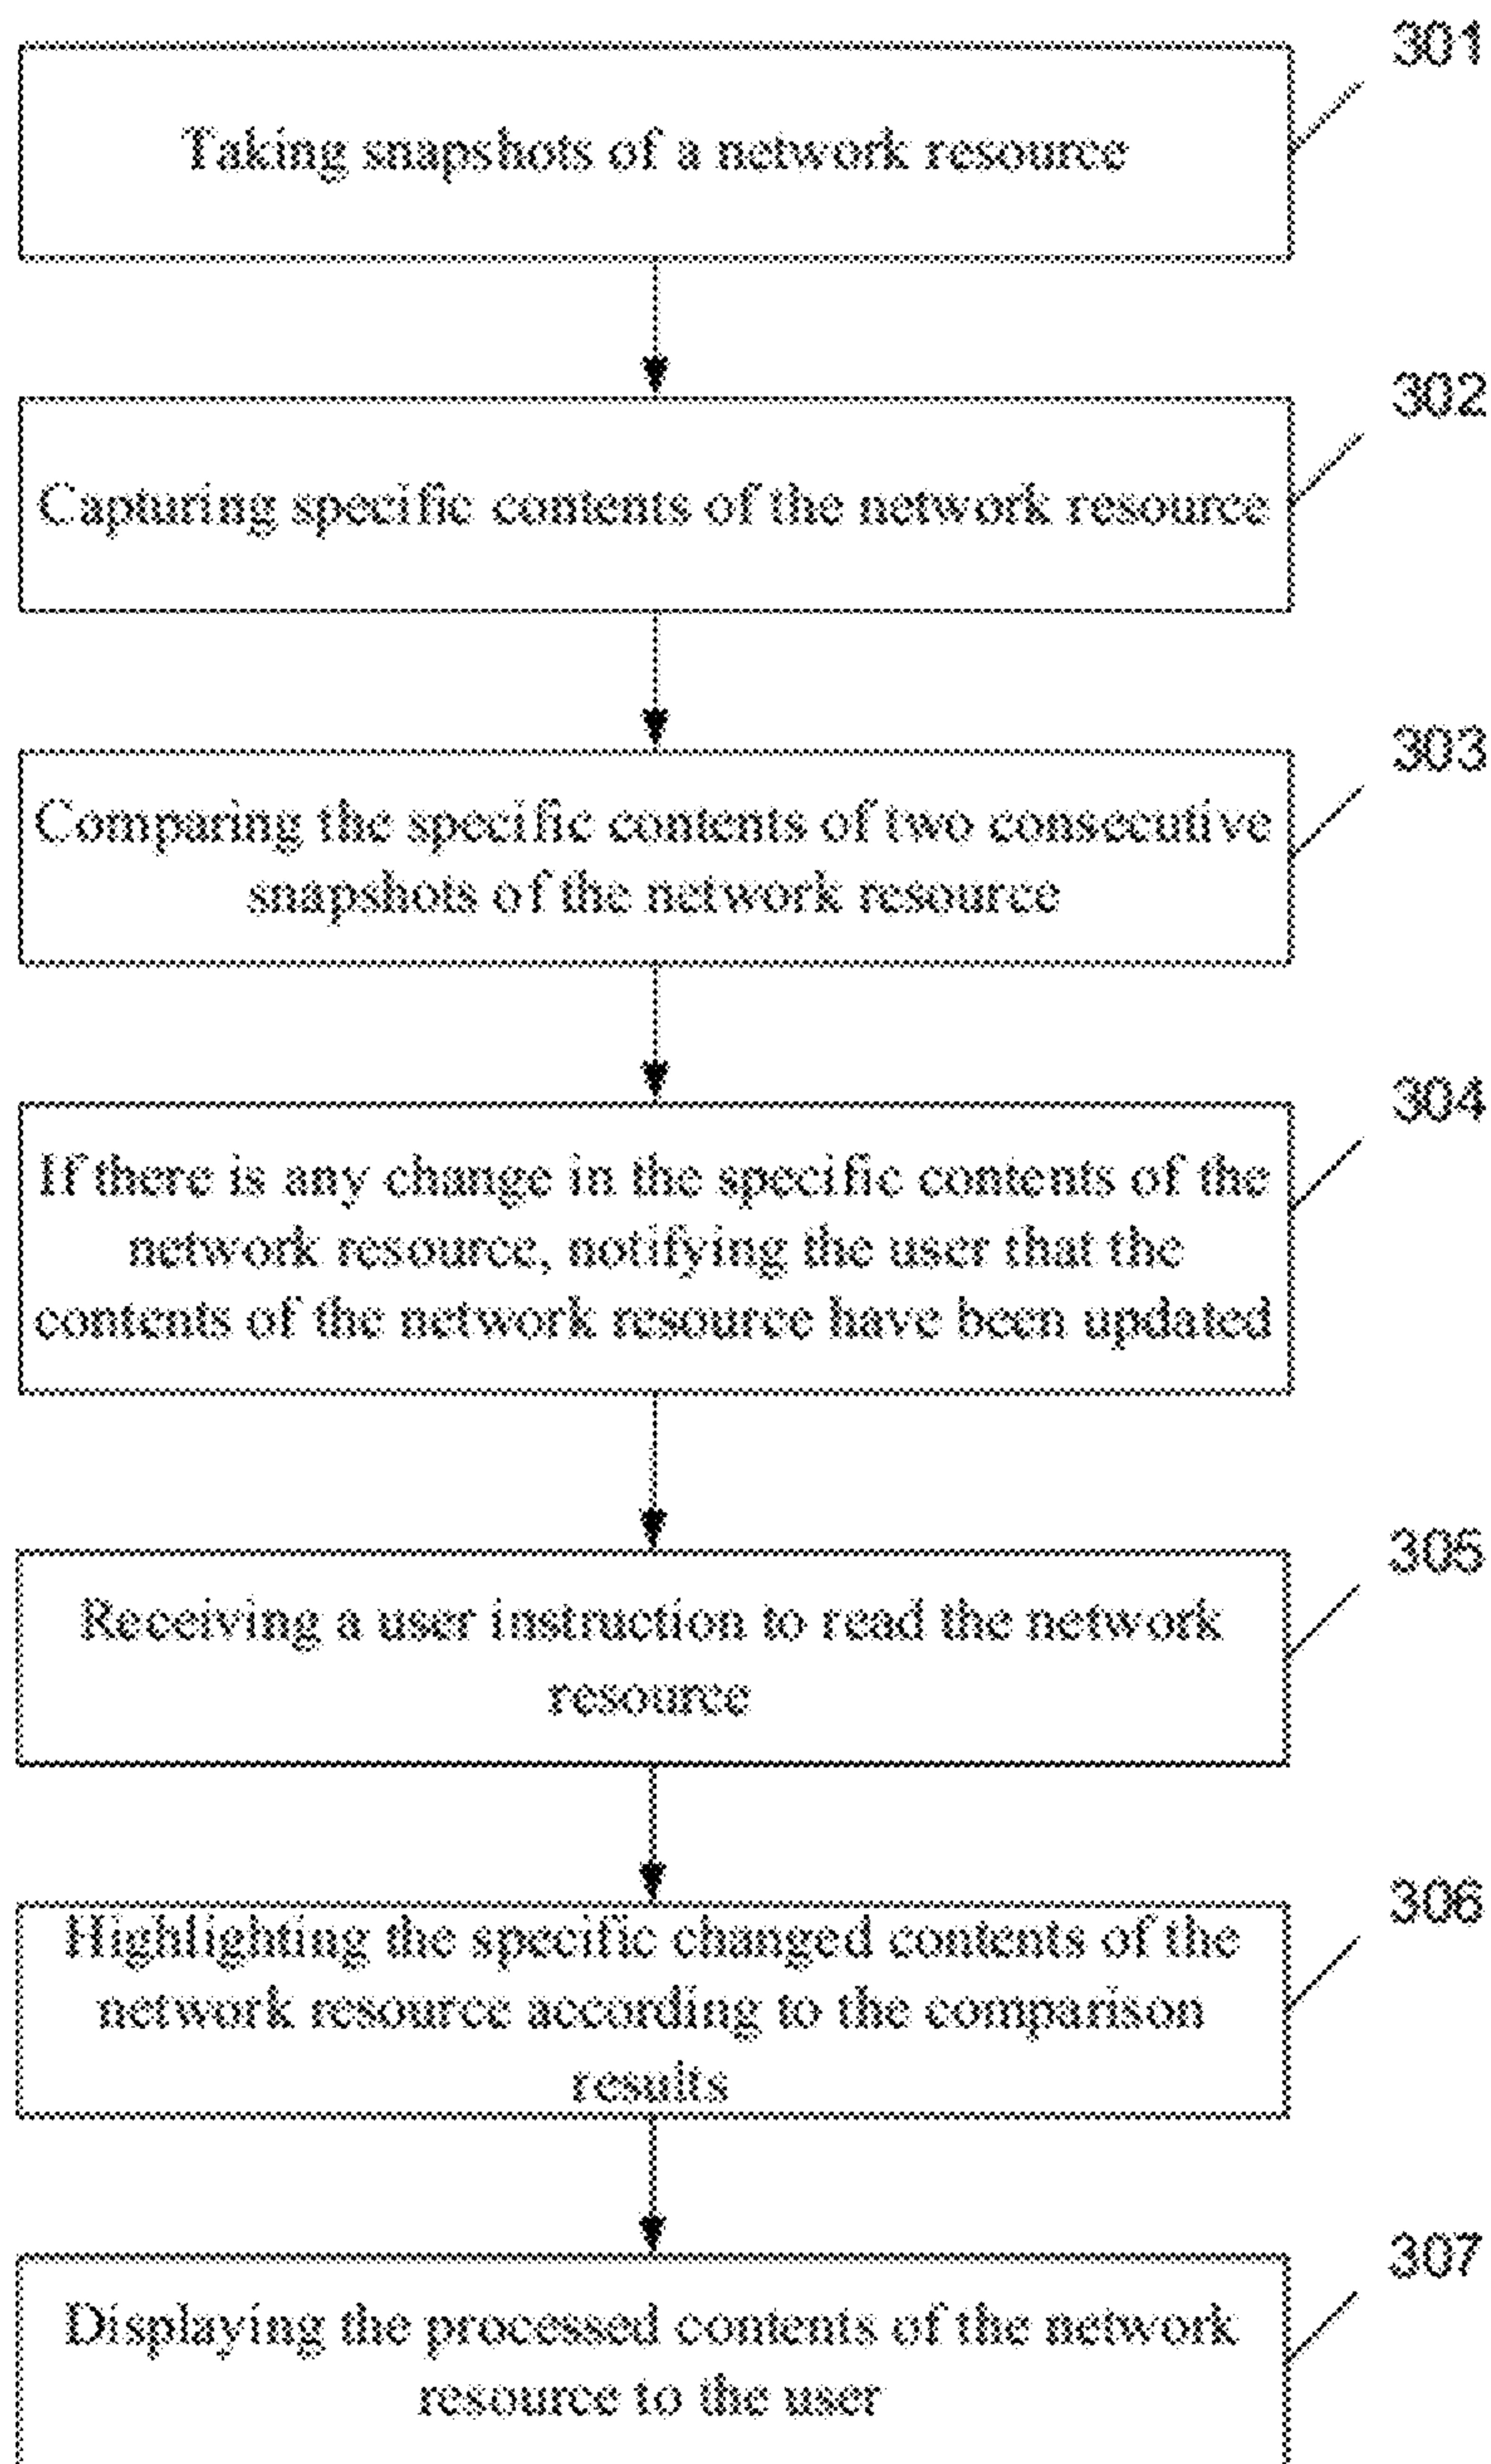 301
Taking snapshots of a network resource
302
Capturing specific contents of the network resource
303
Comparing the specific contents of two consecutive
snapshots of the network resource
304
If there is any change in the specific contents of the
network resource, notifying the user that the
contents of the network resource have been updated
305
Receiving a user instruction to read the network
resource
306
Highlighting the specific changed contents of the
network resource according to the comparison
results
307
Displaying the processed contents of the network
resource to the user